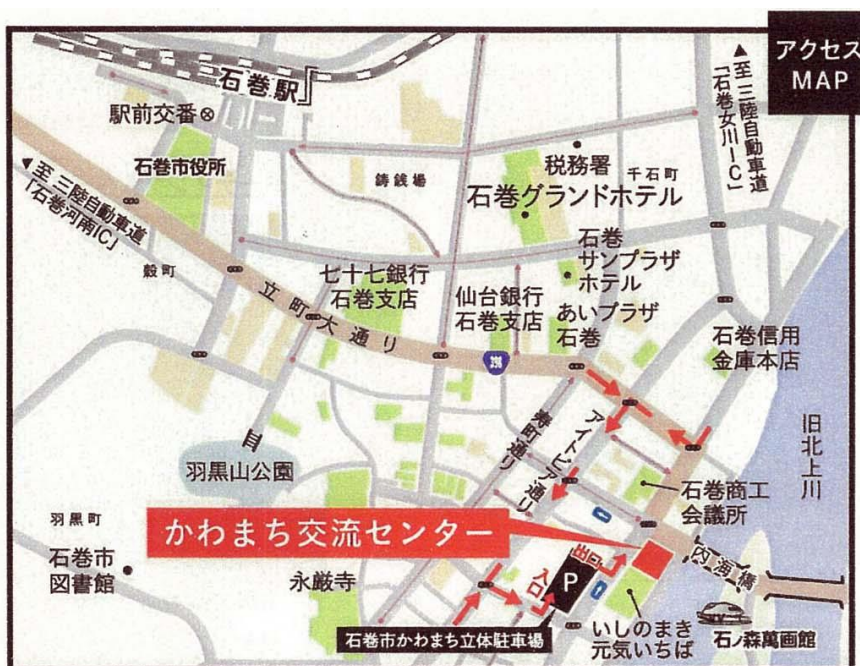 アクセス
MAP
石巻駅
駅前交番
石巻市役所
至 三陸自動車道
「石巻河南IC」
至 三陸自動車道
「石巻女川IC」
鋳銭場
税務署
千石町
石巻グランドホテル
石巻
サンプラザ
ホテル
穀町
立町大通り
七十七銀行
石巻支店
仙台銀行
石巻支店
あいプラザ
石巻
石巻信用
金庫本店
398
旧北上川
寿町通り
アイトピア通り
羽黒山公園
石巻商工
会議所
羽黒町
かわまち交流センター
内海橋
石巻市
図書館
永厳寺
出口
入口
P
石巻市かわまち立体駐車場
いしのまき
元気いちば
石ノ森萬画館